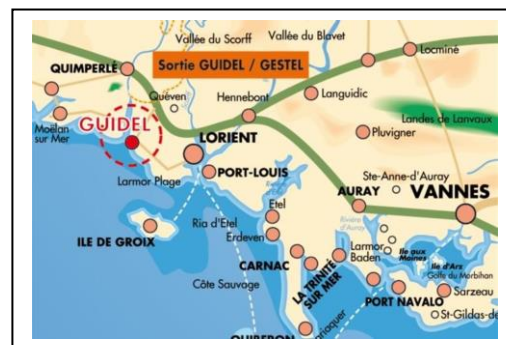 Vallée du Scorff
Vallée du Blavet
Locminé
QUIMPERLÉ
Sortie GUIDEL / GESTEL
Quéven
Hennebont
Languidic
Landes de Lanvaux
Moëlan
sur Mer
GUIDEL
LORIENT
Pluvigner
PORT-LOUIS
Larmor Plage
Ste-Anne-d'Auray
AURAY
VANNES
Etel
Ria d'Etel
Erdeven
Rivière
d'Auray
ILE DE GROIX
Larmor
Baden
Ile aux
Moines
Ile d'Ars
Golfe du Morbihan
CARNAC
LA TRINITÉ
SUR MER
Côte Sauvage
PORT NAVALO
Sarzeau
St-Gildas-de
QUIBERON